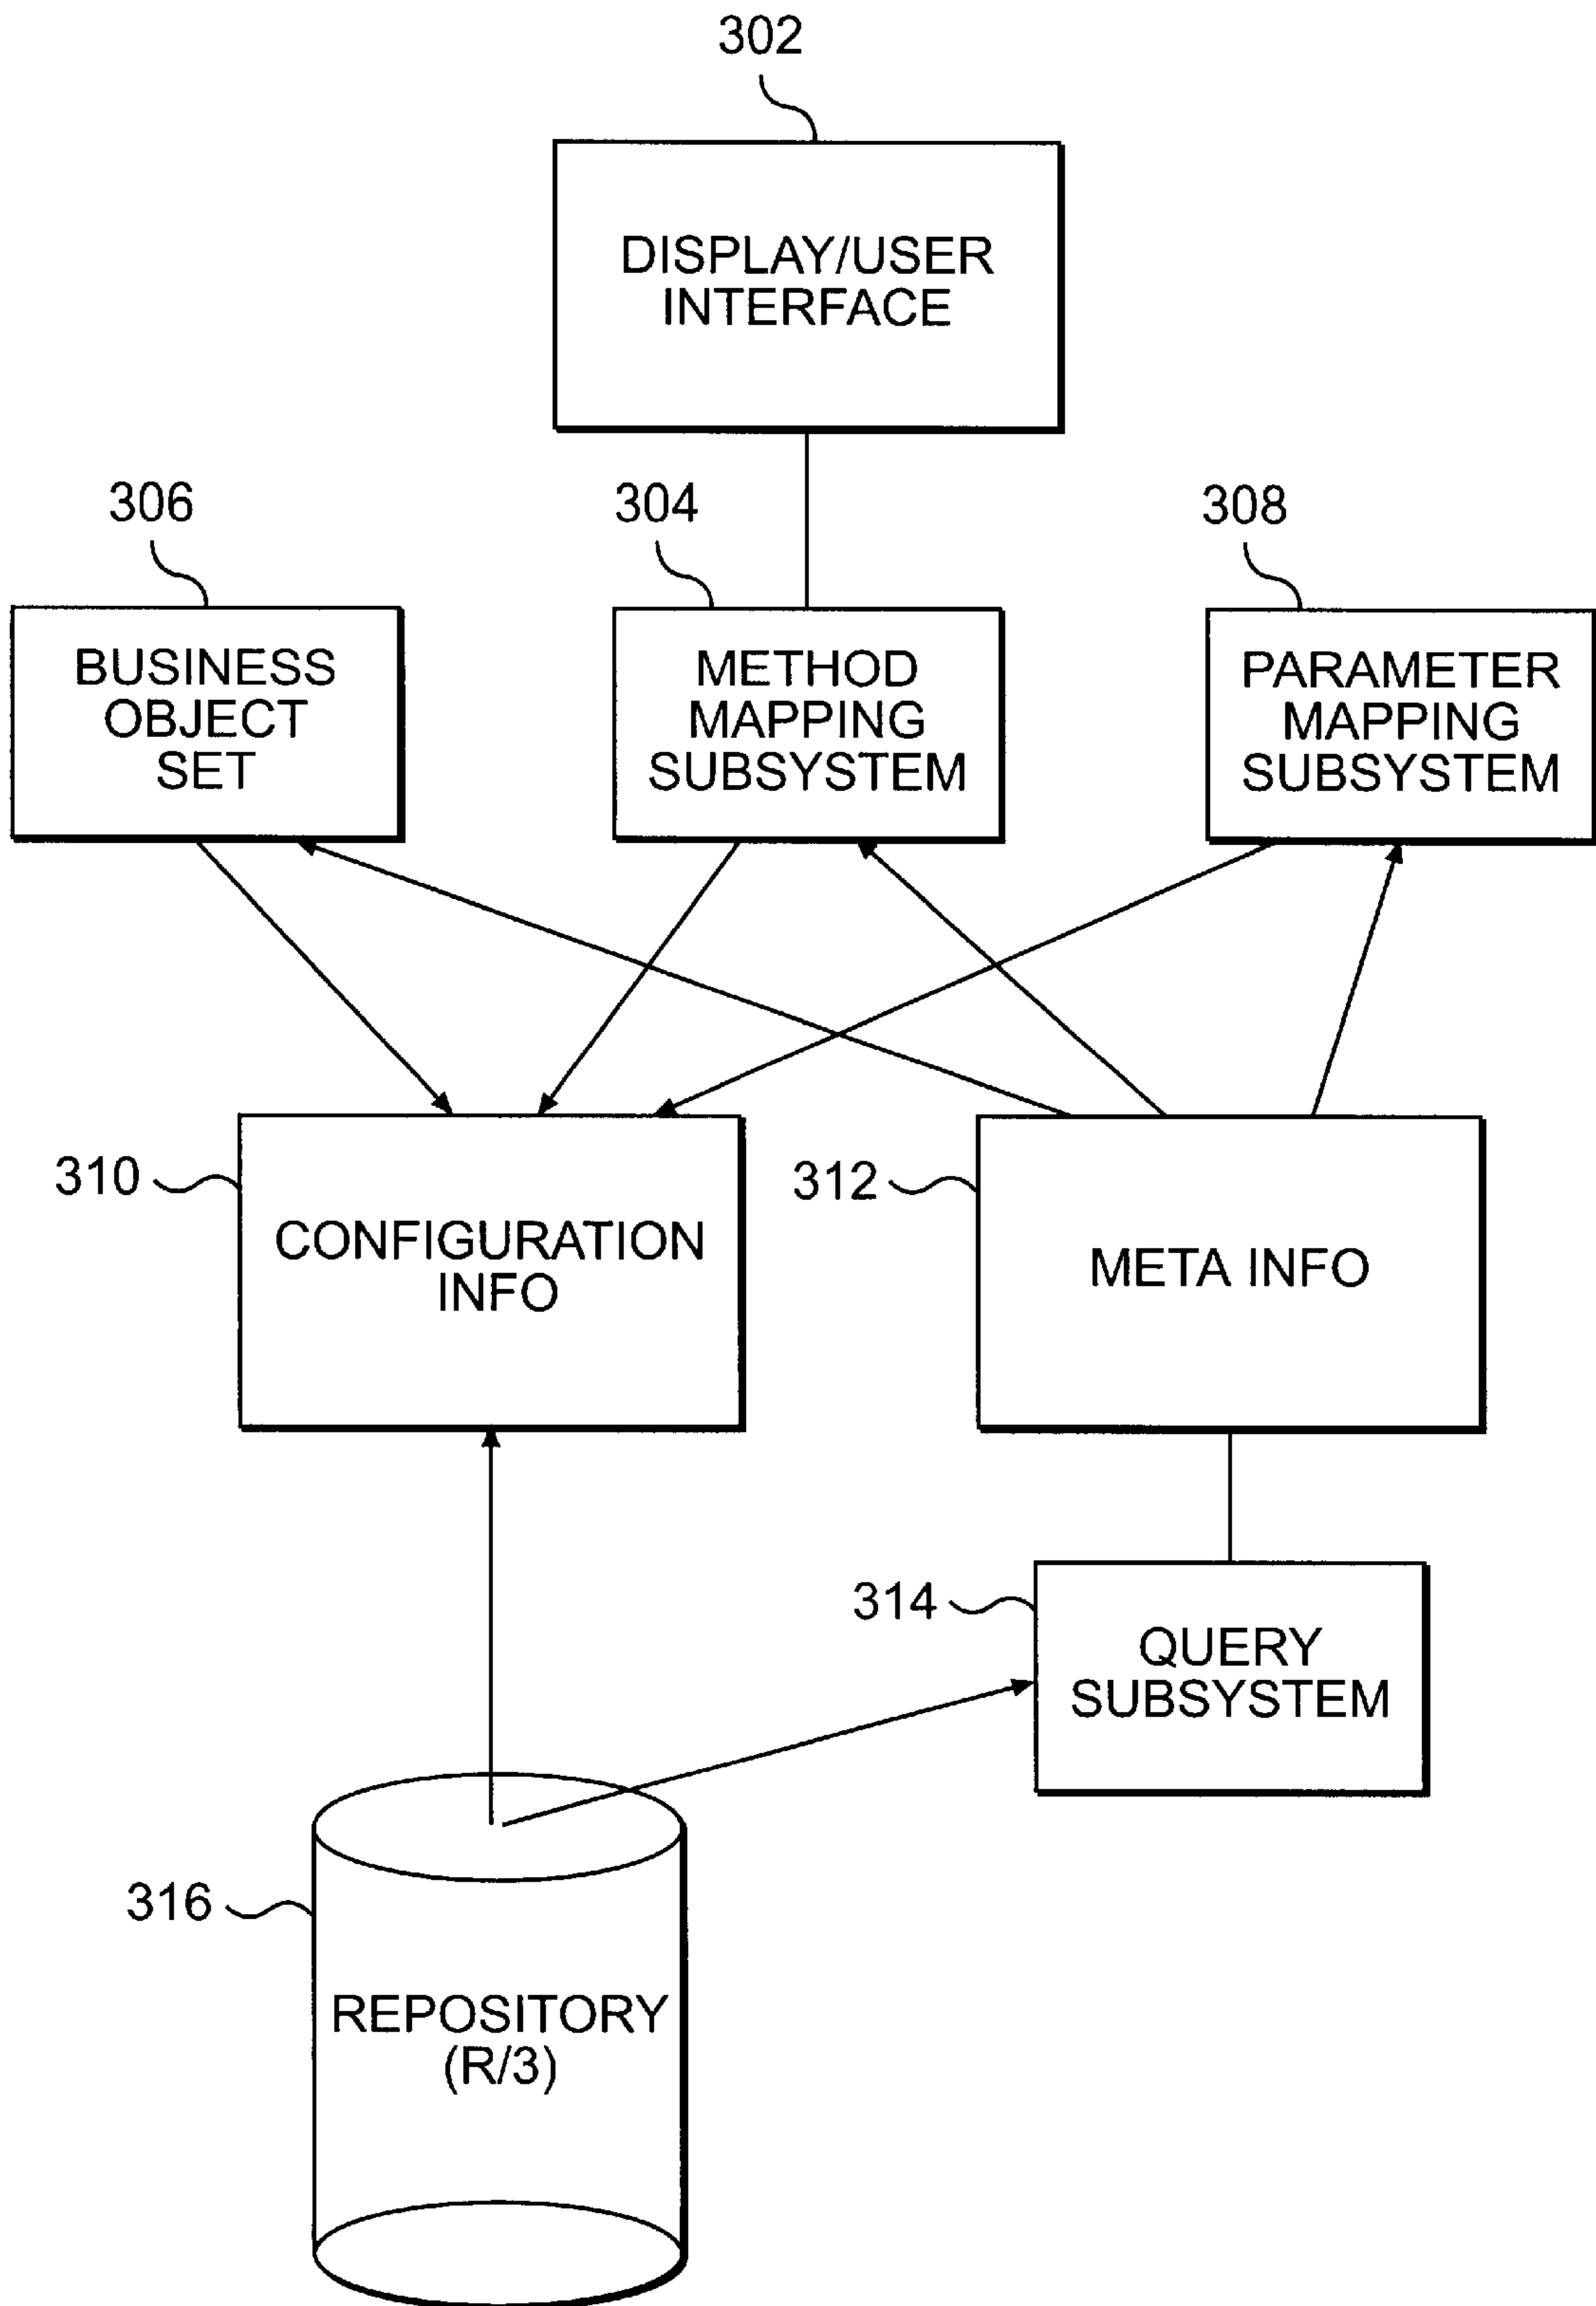 302
DISPLAY/USER
INTERFACE
306
304
308
BUSINESS
OBJECT
SET
METHOD
MAPPING
SUBSYSTEM
PARAMETER
MAPPING
SUBSYSTEM
310
CONFIGURATION
INFO
312
META INFO
314
QUERY
SUBSYSTEM
316
REPOSITORY
(R/3)